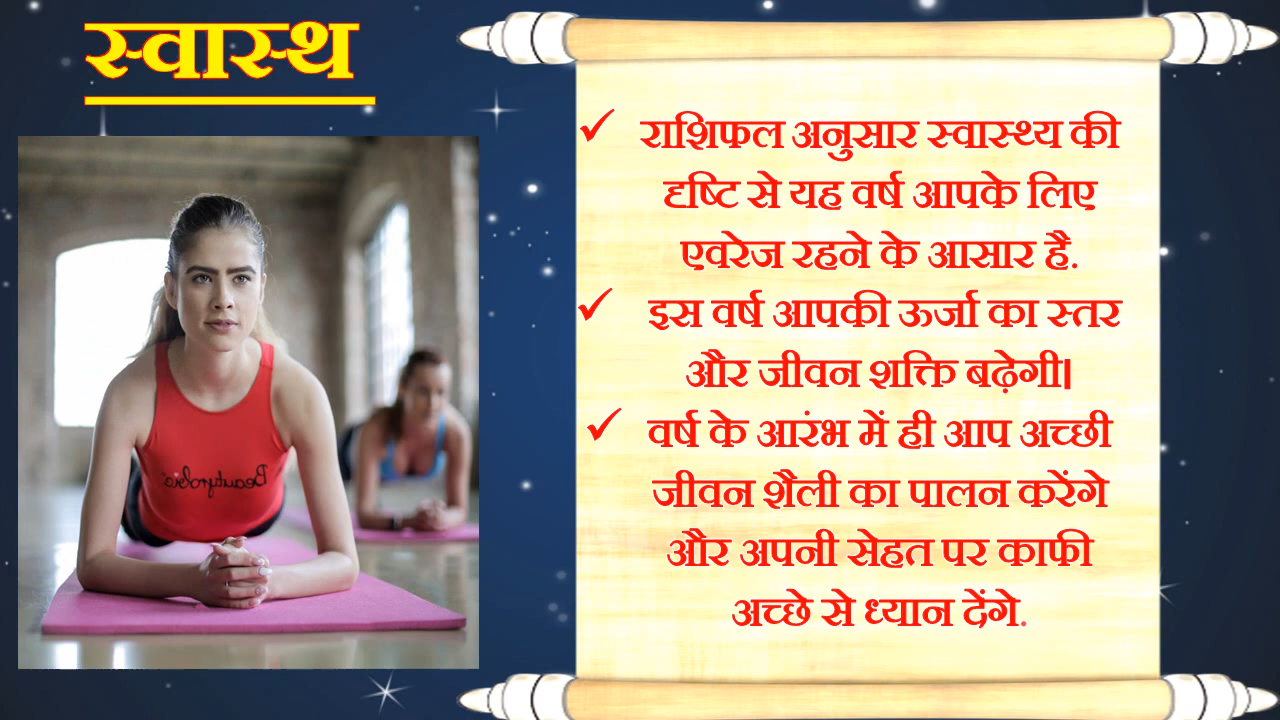 स्वास्थ
✓ राशिफल अनुसार स्वास्थ्य की
दृष्टि से यह वर्ष आपके लिए
एवरेज रहने के आसार है.
✓ इस वर्ष आपकी ऊर्जा का स्तर
और जीवन शक्ति बढ़ेगी।
✓ वर्ष के आरंभ में ही आप अच्छी
जीवन शैली का पालन करेंगे
और अपनी सेहत पर काफी
अच्छे से ध्यान देंगे.
Beautyrobic